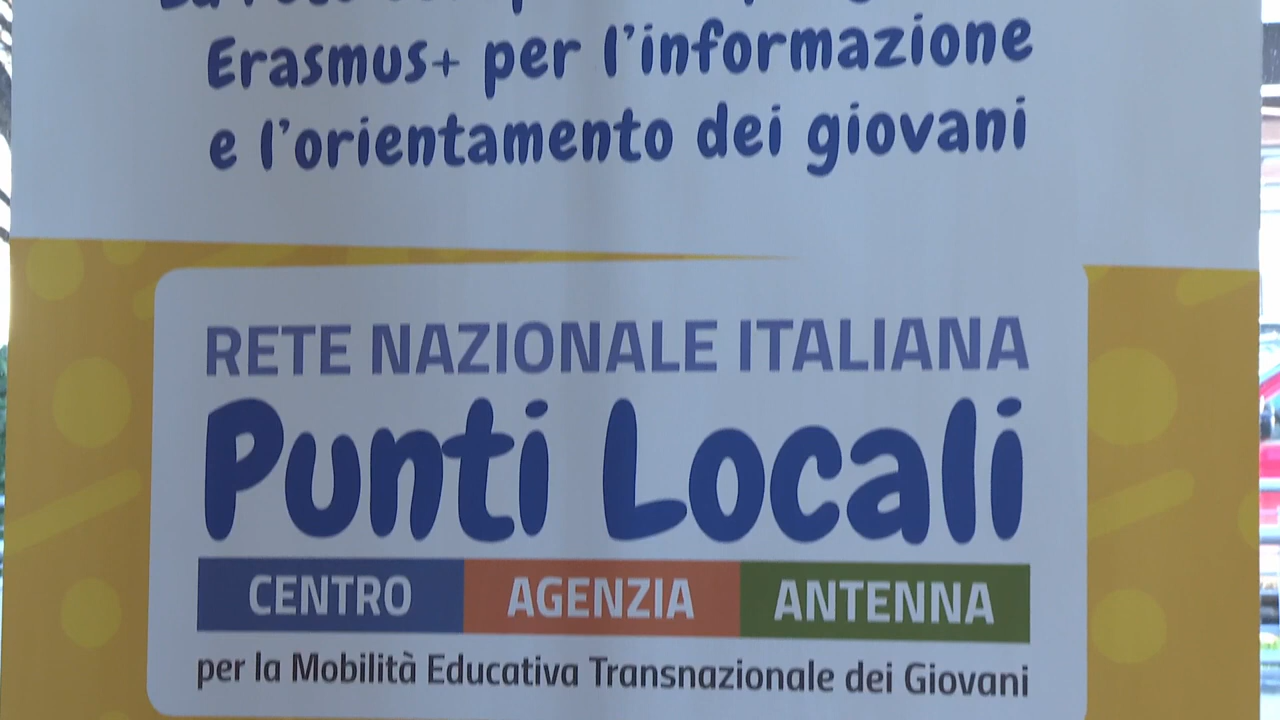 Erasmus+ per l'informazione
e l'orientamento dei giovani
RETE NAZIONALE ITALIANA
Punti Locali
CENTRO AGENZIA ANTENNA
per la Mobilità Educativa Transnazionale dei Giovani